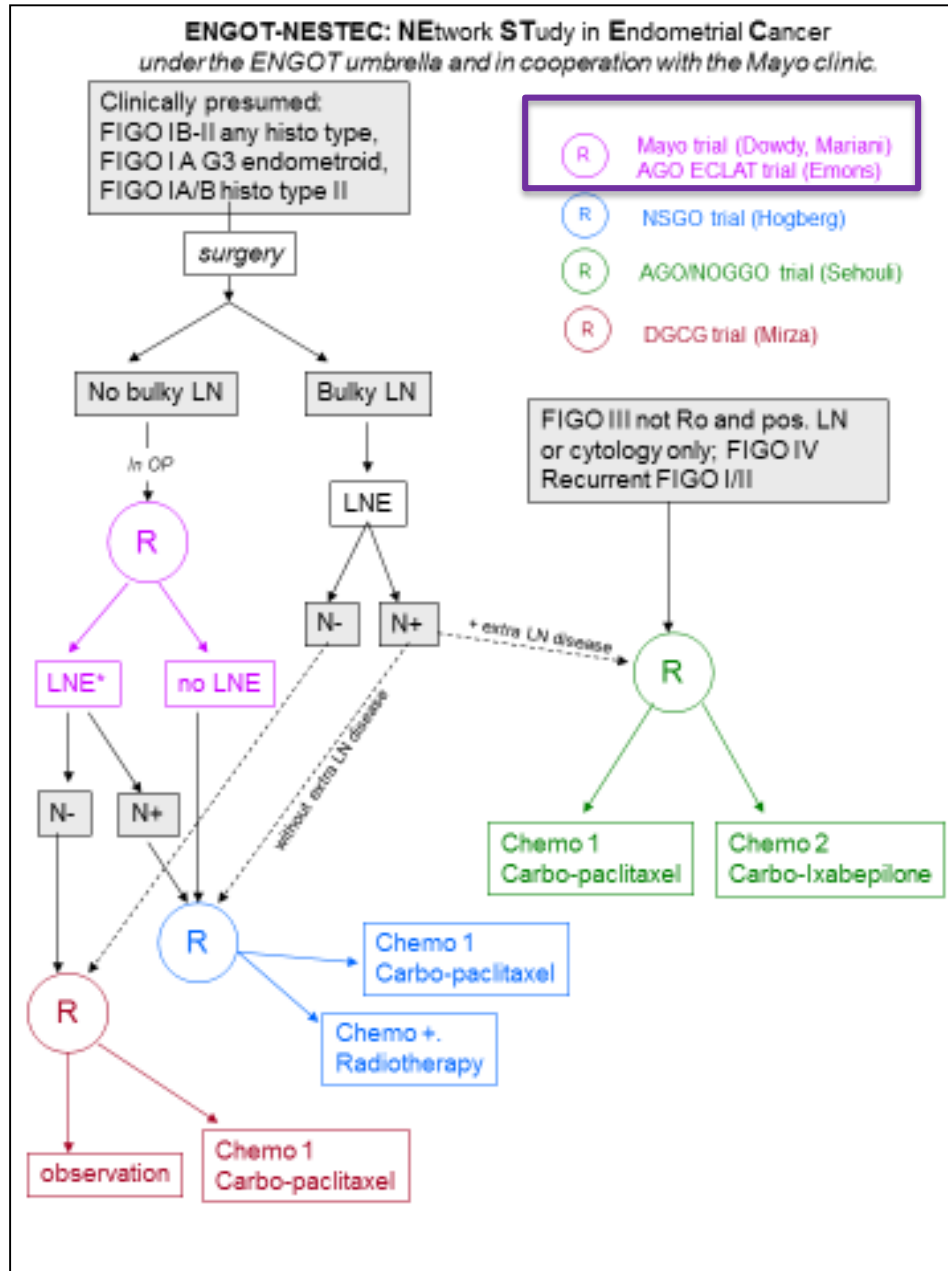 ENGOT-NESTEC: NEtwork STudy in Endometrial Cancer
under the ENGOT umbrella and in cooperation with the Mayo clinic.
Clinically presumed:
FIGO IB-II any histo type,
FIGO I A G3 endometroid,
FIGO IA/B histo type II
R
Mayo trial (Dowdy, Mariani)
AGO ECLAT trial (Emons)
R
NSGO trial (Hogberg)
R
AGO/NOGGO trial (Sehouli)
R
DGCG trial (Mirza)
surgery
No bulky LN
Bulky LN
FIGO III not Ro and pos. LN
or cytology only; FIGO IV
Recurrent FIGO I/II
In OP
LNE
R
N-
N+
+ extra LN disease
R
LNE*
no LNE
without extra LN disease
N-
N+
Chemo 1
Carbo-paclitaxel
Chemo 2
Carbo-Ixabepilone
R
Chemo 1
Carbo-paclitaxel
R
Chemo +.
Radiotherapy
observation
Chemo 1
Carbo-paclitaxel